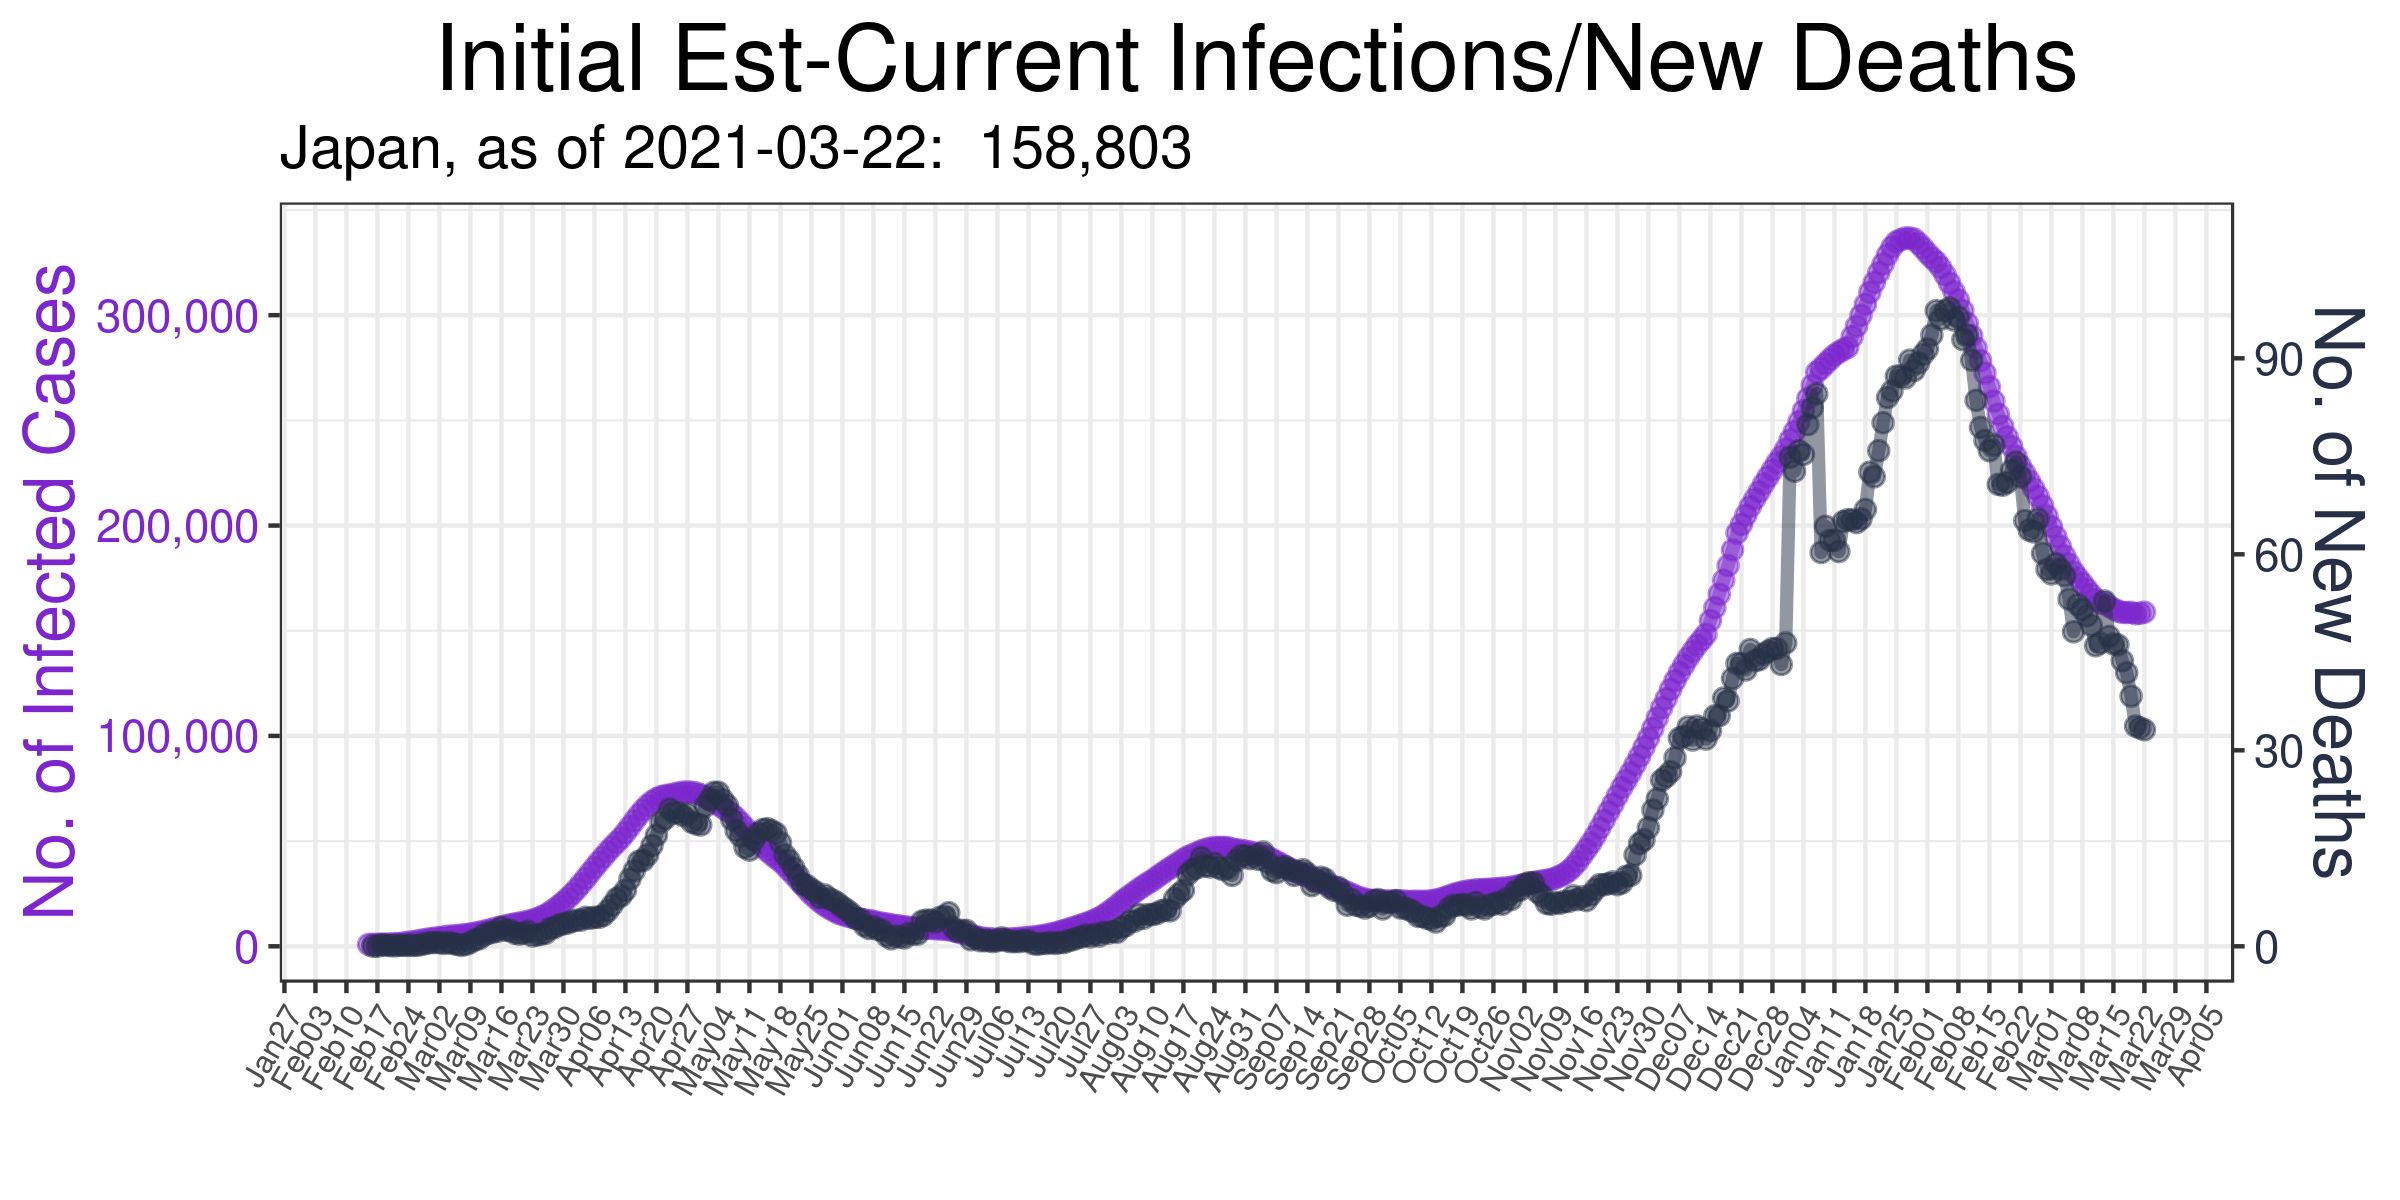 Initial Est-Current Infections/New Deaths
Japan, as of 2021-03-22:  158,803
No. of Infected Cases
300,000
200,000
100,000
0
90
60
30
0
No. of New Deaths
Jan27
Feb03
Feb10
Feb17
Feb24
Mar02
Mar09
Mar16
Mar23
Mar30
Apr06
Apr13
Apr20
Apr27
May04
May11
May18
May25
Jun01
Jun08
Jun15
Jun22
Jun29
Jul06
Jul13
Jul20
Jul27
Aug03
Aug10
Aug17
Aug24
Aug31
Sep07
Sep14
Sep21
Sep28
Oct05
Oct12
Oct19
Oct26
Nov02
Nov09
Nov16
Nov23
Nov30
Dec07
Dec14
Dec21
Dec28
Jan04
Jan11
Jan18
Jan25
Feb01
Feb08
Feb15
Feb22
Mar01
Mar08
Mar15
Mar22
Mar29
Apr05